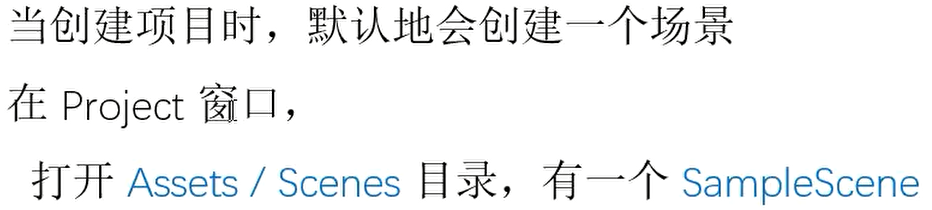 当创建项目时，默认地会创建一个场景
在 Project 窗口，
打开 Assets / Scenes 目录，有一个 SampleScene